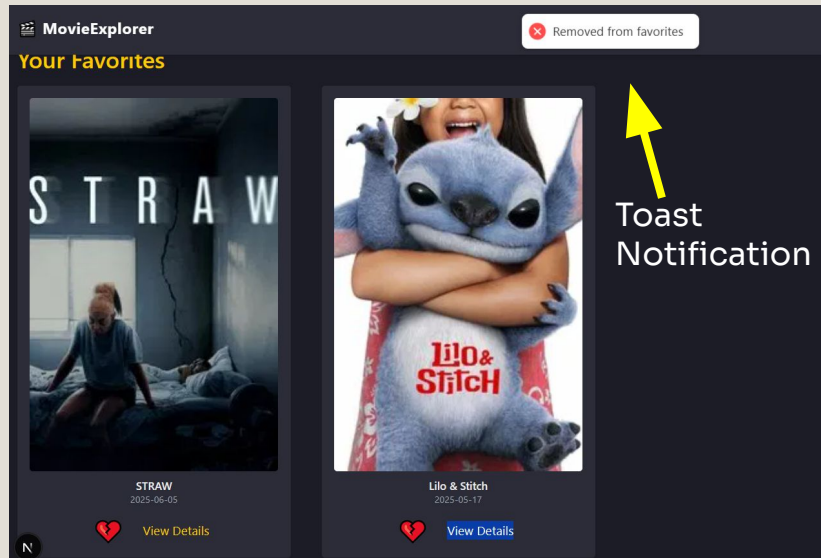 MovieExplorer
Removed from favorites
Your Favorites
STRAW
LiLO &
STiTCH
Toast
Notification
STRAW
2025-06-05
View Details
Lilo & Stitch
2025-05-17
View Details
N